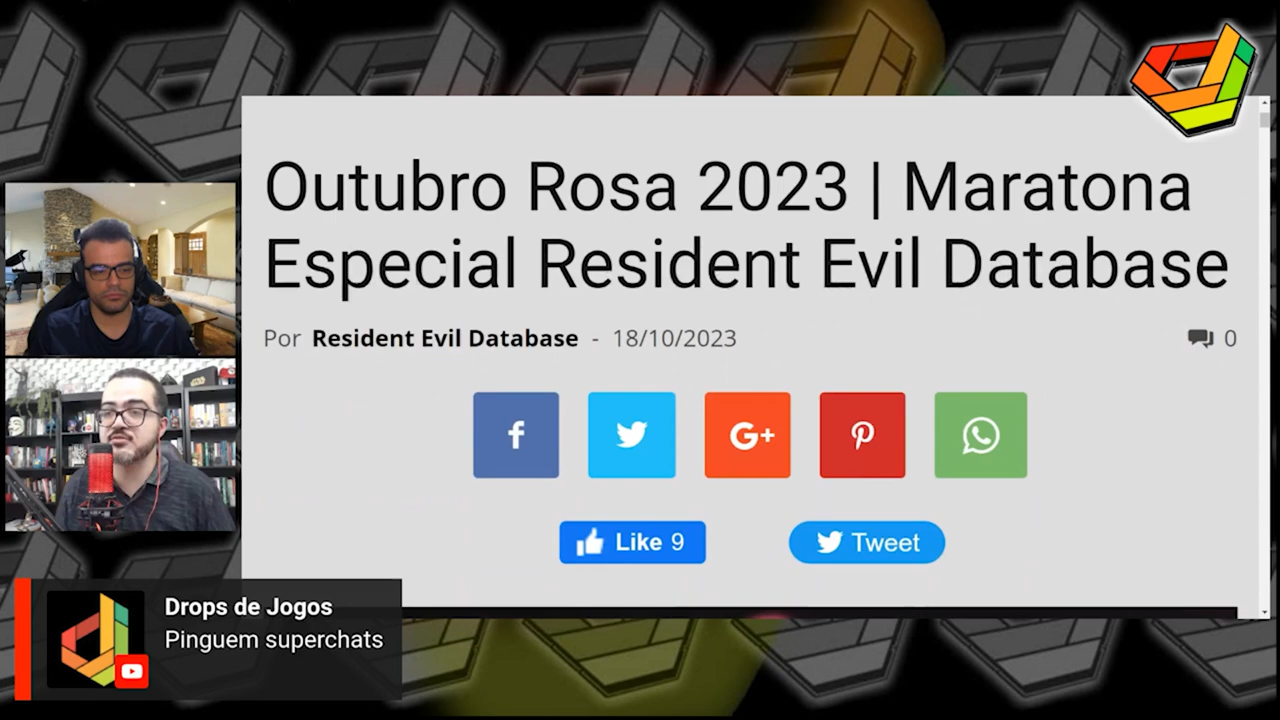 Outubro Rosa 2023 | Maratona
Especial Resident Evil Database
Por Resident Evil Database - 18/10/2023
0
f
G+
Like 9
Tweet
Drops de Jogos
Pinguem superchats